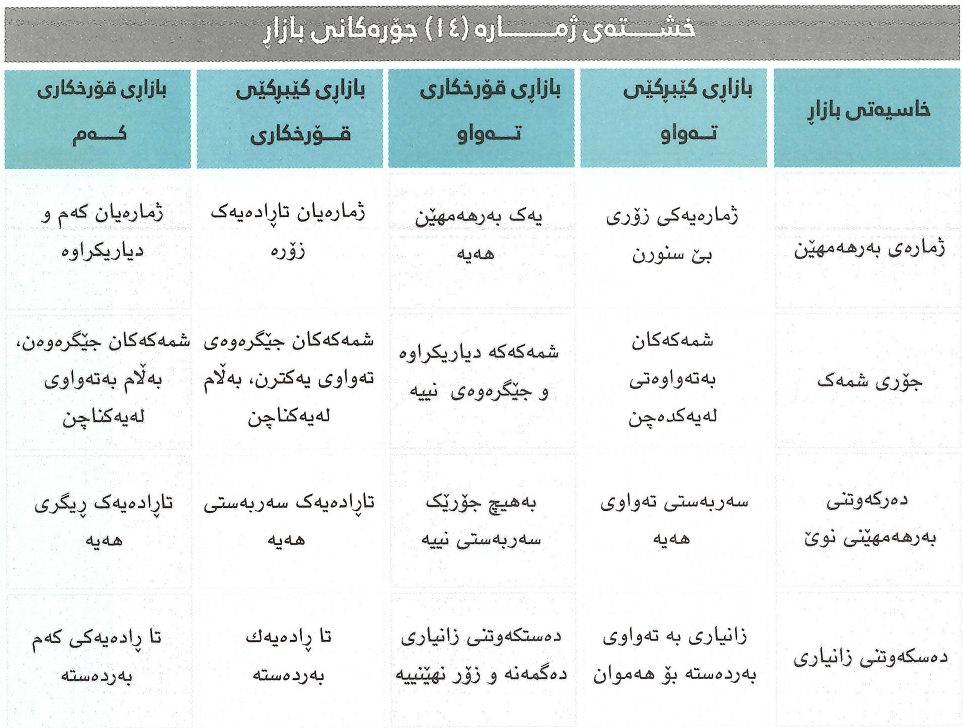 خشتەی ژمارە (١٤) جۆرەکانی بازاڕ
خاسیەتی بازاڕ
بازاڕی کێبڕکێی
تەواو
بازاڕی قۆرخکاری
تەواو
بازاڕی کێبڕکێی
قۆرخکاری
بازاڕی قۆرخکاری
کەم
ژمارەی بەرهەمهێن
ژمارەیەکی زۆری
بێ سنورن
یەک بەرهەمهێن
هەیە
ژمارەیان تاڕادەیەک
زۆرە
ژمارەیان کەم و
دیاریکراوە
جۆری شمەک
شمەکەکان
بەتەواوەتی
لەیەکدەچن
شمەکەکە دیاریکراوە
و جێگرەوەی نییە
شمەکەکان جێگرەوەی
تەواوی یەکترن، بەڵام
لەیەکناچن
شمەکەکان جێگرەوەن،
بەڵام بەتەواوی
لەیەکناچن
دەرکەوتنی
بەرهەمهێنی نوێ
سەربەستی تەواوی
هەیە
بەهیچ جۆرێک
سەربەستی نییە
تاڕادەیەک سەربەستی
هەیە
تاڕادەیەک ڕیگری
هەیە
دەسکەوتنی زانیاری
زانیاری بە تەواوی
بەردەستە بۆ هەموان
دەستکەوتنی زانیاری
دەگمەنە و زۆر نهێنییە
تا ڕادەیەك
بەردەستە
تا ڕادەیەکی کەم
بەردەستە